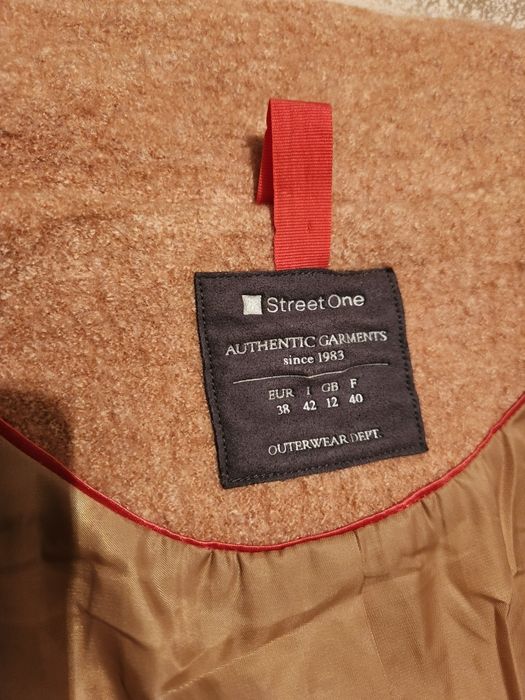 Street One
AUTHENTIC GARMENTS
since 1983
EUR I GB F
38 42 12 40
OUTERWEAR DEPT.